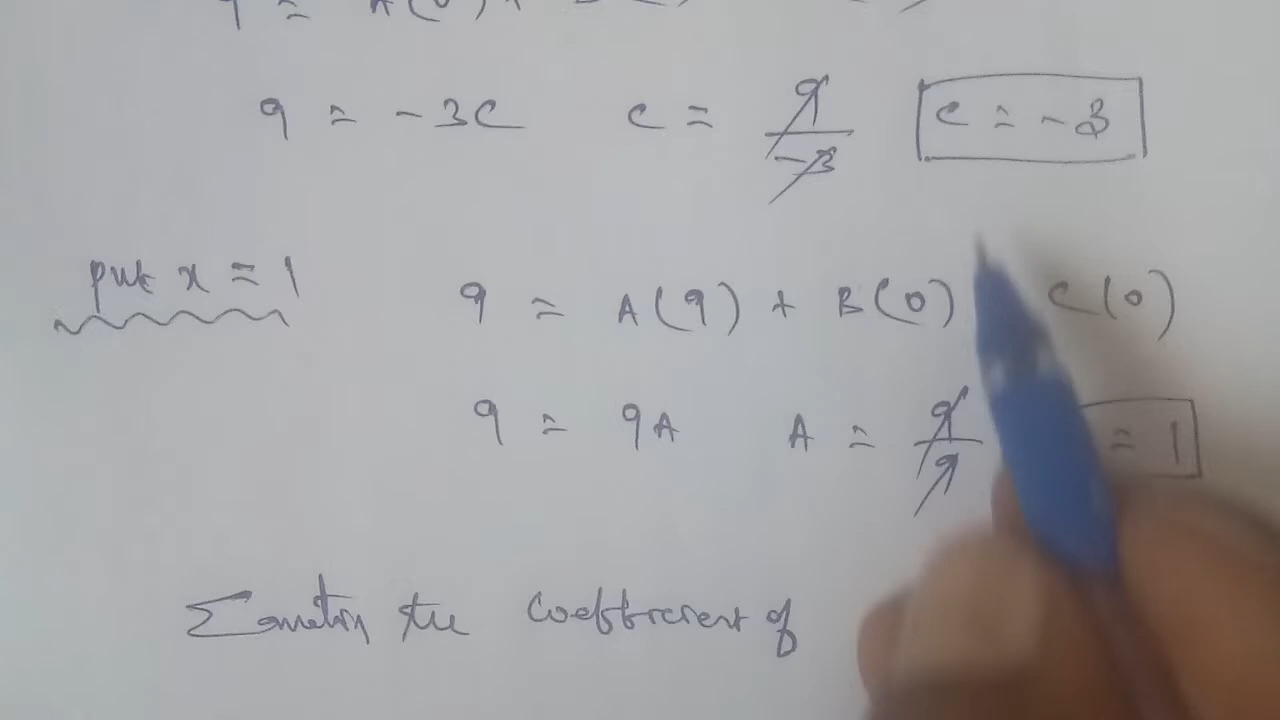 9 = -3C C = 9/-3 C = -3
put x = 1 9 = A(9) + B(0) C(0)
9 = 9A A = 9/9 = 1
the coefficient of